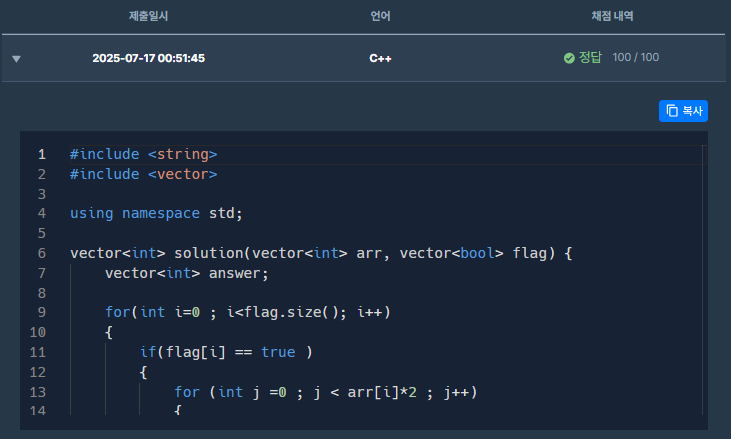 제출일시 언어 채점 내역
▼ 2025-07-17 00:51:45 C++ 정답 100 / 100
복사
1 #include <string>
2 #include <vector>
3
4 using namespace std;
5
6 vector<int> solution(vector<int> arr, vector<bool> flag) {
7     vector<int> answer;
8
9     for(int i=0 ; i<flag.size(); i++)
10     {
11         if(flag[i] == true )
12         {
13             for (int j =0 ; j < arr[i]*2 ; j++)
14             {